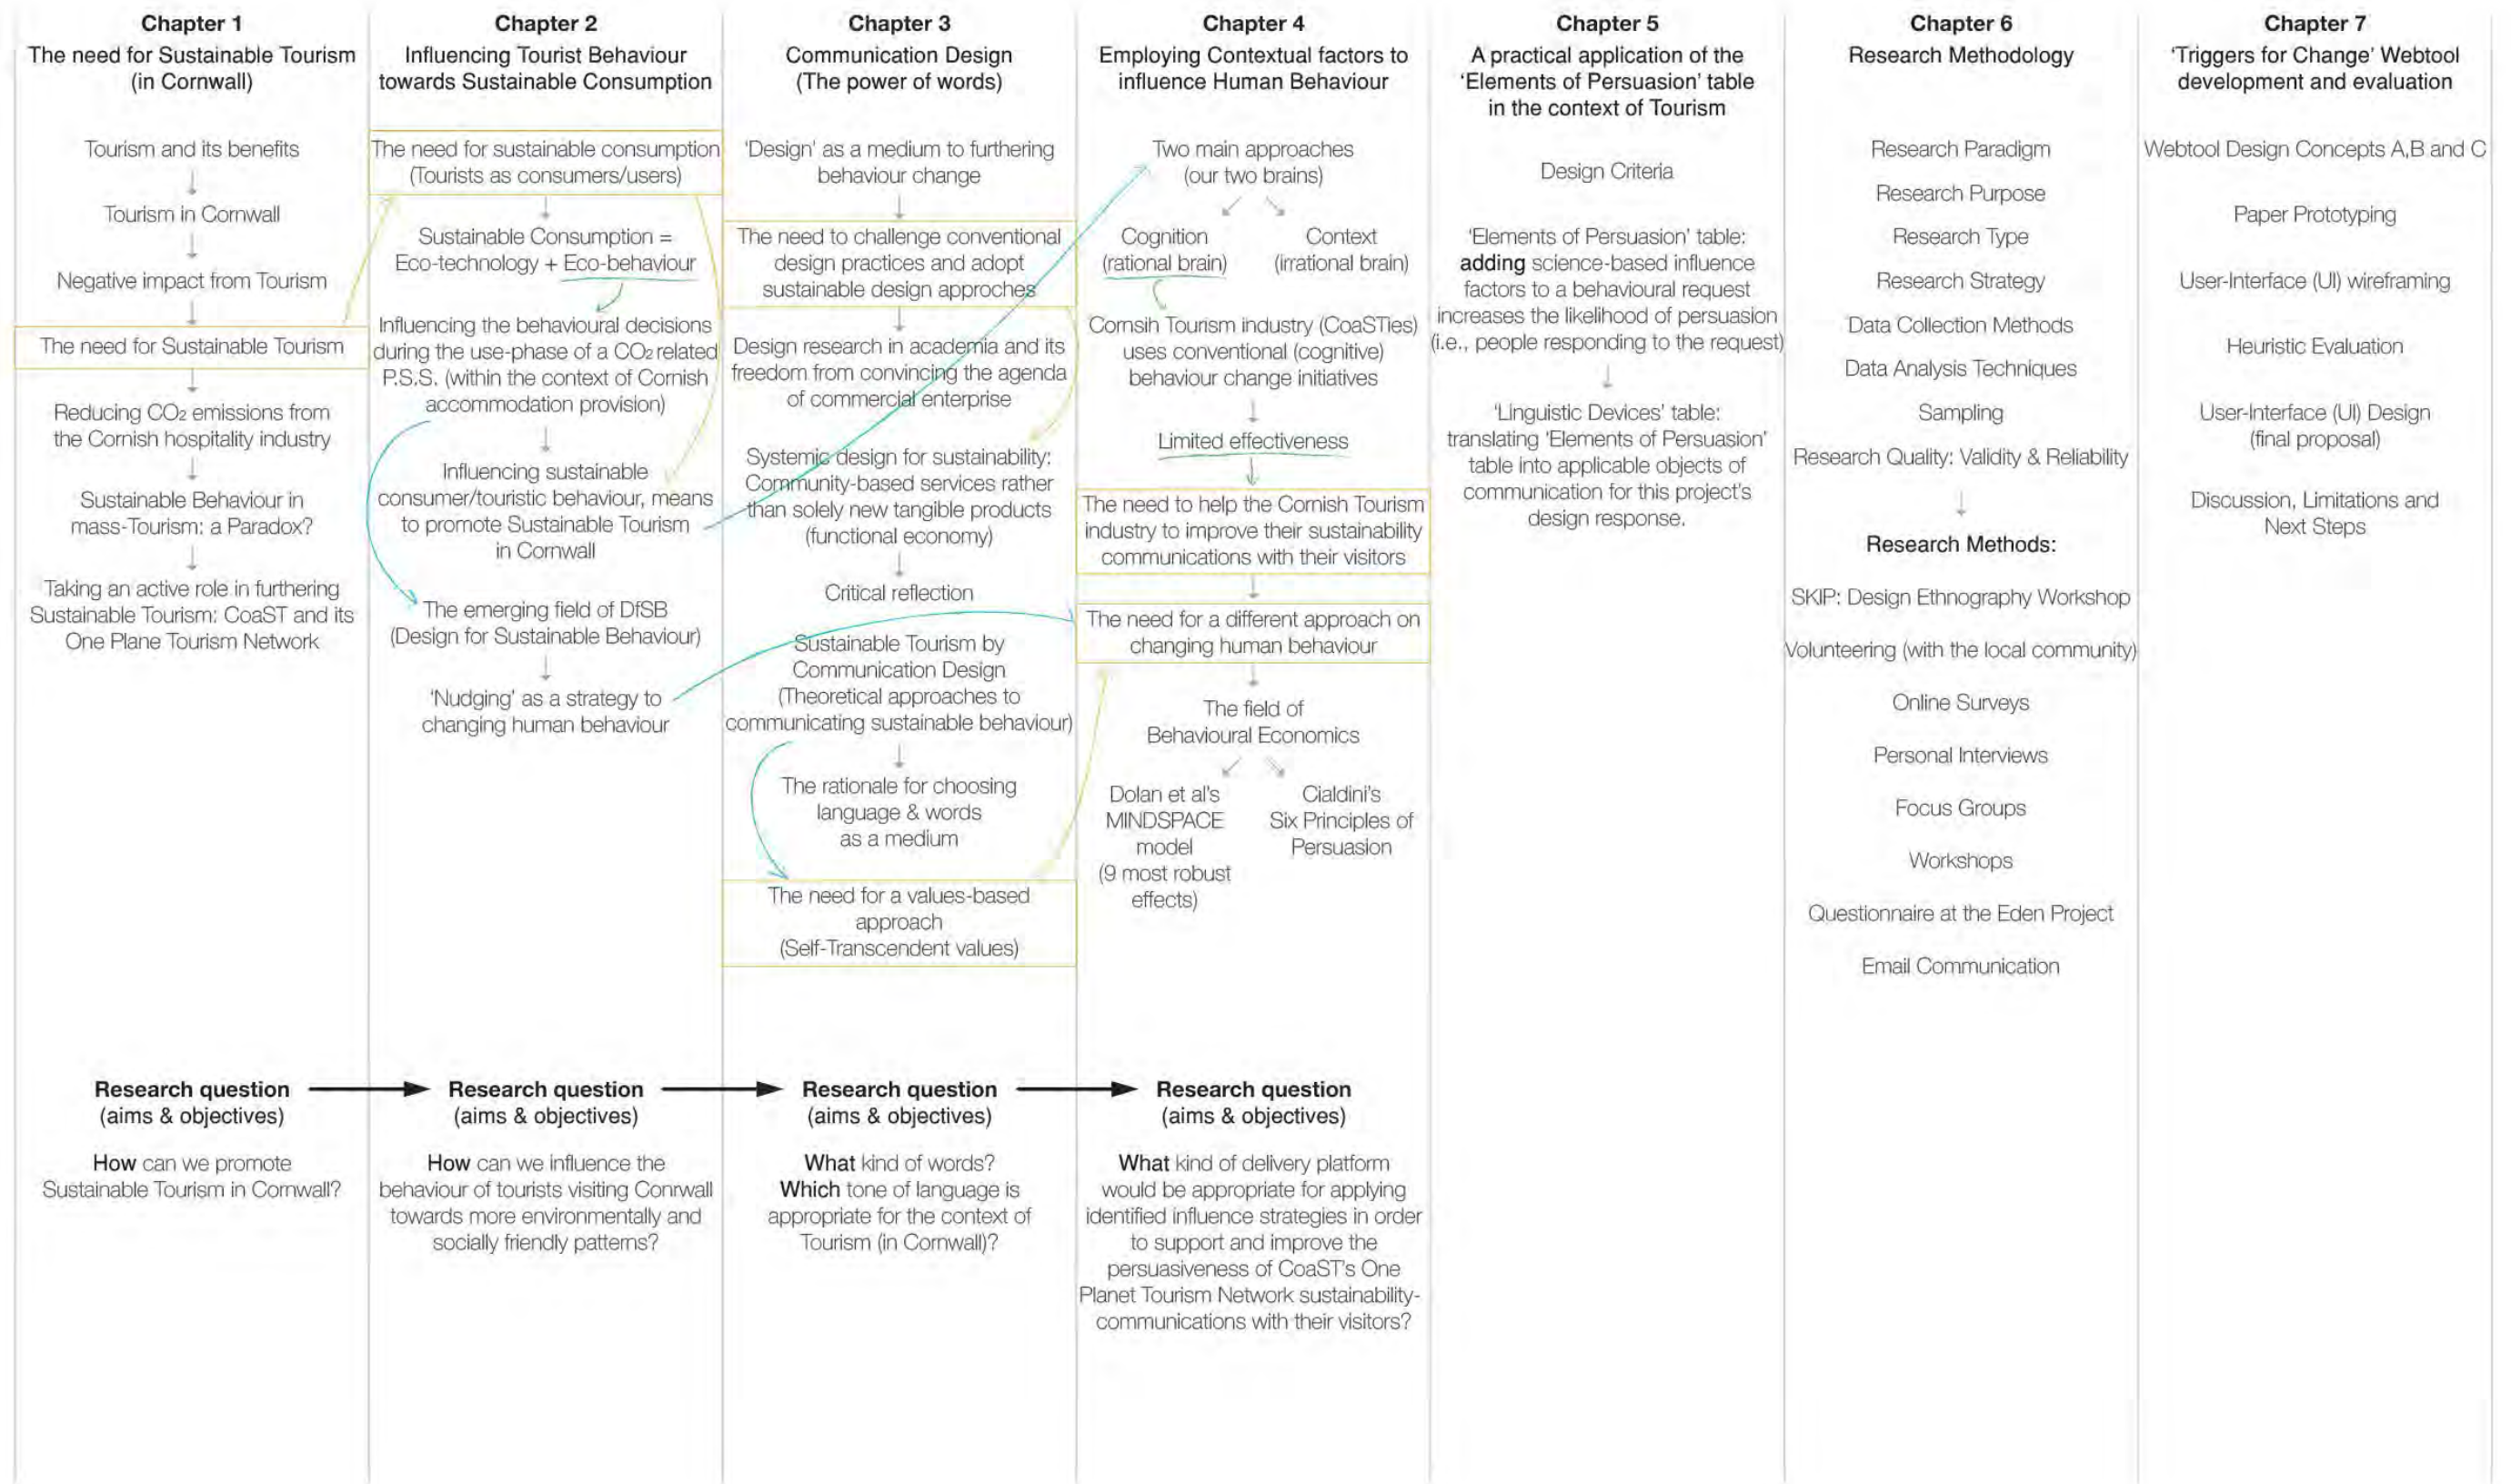 Chapter 1
The need for Sustainable Tourism
(in Cornwall)
Tourism and its benefits
Tourism in Cornwall
Negative impact from Tourism
The need for Sustainable Tourism
Reducing CO2 emissions from
the Cornish hospitality industry
Sustainable Behaviour in
mass-Tourism: a Paradox?
Taking an active role in furthering
Sustainable Tourism: CoaST and its
One Plane Tourism Network
Research question
(aims & objectives)
How can we promote
Sustainable Tourism in Cornwall?
Chapter 2
Influencing Tourist Behaviour
towards Sustainable Consumption
The need for sustainable consumption
(Tourists as consumers/users)
Sustainable Consumption =
Eco-technology + Eco-behaviour
Influencing the behavioural decisions
during the use-phase of a CO2 related
P.S.S. (within the context of Cornish
accommodation provision)
Influencing sustainable
consumer/touristic behaviour, means
to promote Sustainable Tourism
in Cornwall
The emerging field of DfSB
(Design for Sustainable Behaviour)
'Nudging' as a strategy to
changing human behaviour
Research question
(aims & objectives)
How can we influence the
behaviour of tourists visiting Conrwall
towards more environmentally and
socially friendly patterns?
Chapter 3
Communication Design
(The power of words)
'Design' as a medium to furthering
behaviour change
The need to challenge conventional
design practices and adopt
sustainable design approches
Design research in academia and its
freedom from convincing the agenda
of commercial enterprise
Systemic design for sustainability:
Community-based services rather
than solely new tangible products
(functional economy)
Critical reflection
Sustainable Tourism by
Communication Design
(Theoretical approaches to
communicating sustainable behaviour)
The rationale for choosing
language & words
as a medium
The need for a values-based
approach
(Self-Transcendent values)
Research question
(aims & objectives)
What kind of words?
Which tone of language is
appropriate for the context of
Tourism (in Cornwall)?
Chapter 4
Employing Contextual factors to
influence Human Behaviour
Two main approaches
(our two brains)
Cognition
(rational brain)
Context
(irrational brain)
Cornsih Tourism industry (CoaSTies)
uses conventional (cognitive)
behaviour change initiatives
Limited effectiveness
The need to help the Cornish Tourism
industry to improve their sustainability
communications with their visitors
The need for a different approach on
changing human behaviour
The field of
Behavioural Economics
Dolan et al's
MINDSPACE
model
(9 most robust
effects)
Cialdini's
Six Principles of
Persuasion
Research question
(aims & objectives)
What kind of delivery platform
would be appropriate for applying
identified influence strategies in order
to support and improve the
persuasiveness of CoaST's One
Planet Tourism Network sustainability-
communications with their visitors?
Chapter 5
A practical application of the
'Elements of Persuasion' table
in the context of Tourism
Design Criteria
'Elements of Persuasion' table:
adding science-based influence
factors to a behavioural request
increases the likelihood of persuasion
(i.e., people responding to the request)
'Linguistic Devices' table:
translating 'Elements of Persuasion'
table into applicable objects of
communication for this project's
design response.
Chapter 6
Research Methodology
Research Paradigm
Research Purpose
Research Type
Research Strategy
Data Collection Methods
Data Analysis Techniques
Sampling
Research Quality: Validity & Reliability
Research Methods:
SKIP: Design Ethnography Workshop
Volunteering (with the local community)
Online Surveys
Personal Interviews
Focus Groups
Workshops
Questionnaire at the Eden Project
Email Communication
Chapter 7
'Triggers for Change' Webtool
development and evaluation
Webtool Design Concepts A,B and C
Paper Prototyping
User-Interface (UI) wireframing
Heuristic Evaluation
User-Interface (UI) Design
(final proposal)
Discussion, Limitations and
Next Steps